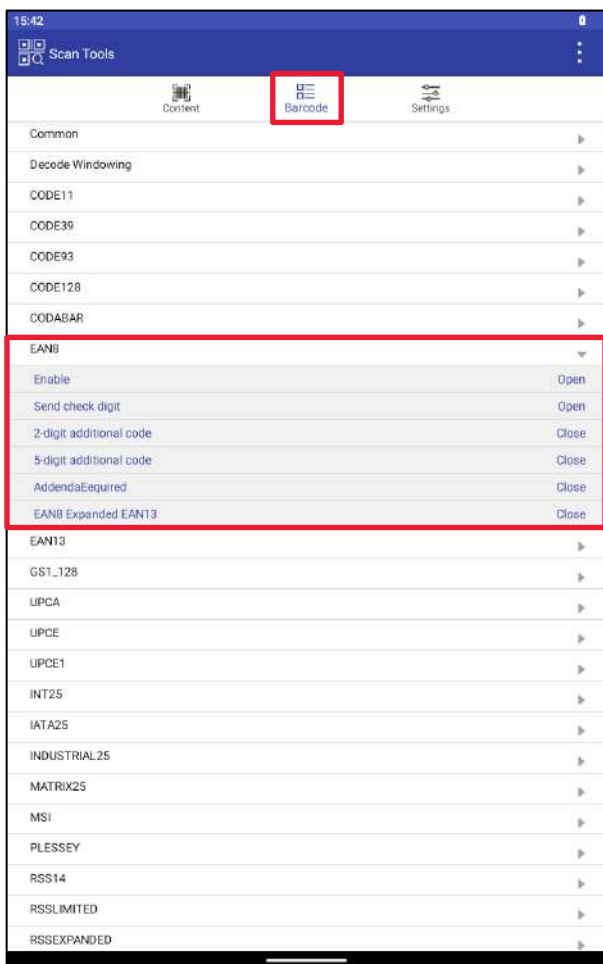 15:42
Scan Tools
Content Barcode Settings
Common
Decode Windowing
CODE11
CODE39
CODE93
CODE128
CODABAR
EAN8
Enable Open
Send check digit Open
2-digit additional code Close
5-digit additional code Close
AddendaEequired Close
EAN8 Expanded EAN13 Close
EAN13
GS1_128
UPCA
UPCE
UPCE1
INT25
IATA25
INDUSTRIAL25
MATRIX25
MSI
PLESSEY
RSS14
RSSLIMITED
RSSEXPANDED